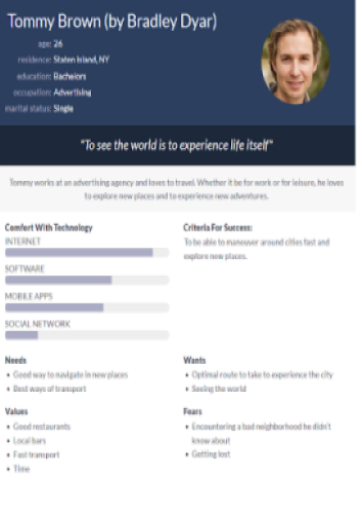 Tommy Brown (by Bradley Dyar)
age: 26
residence: Staten Island, NY
education: Bachelors
occupation: Advertising
marital status: Single
"To see the world is to experience life itself"
Tommy works at an advertising agency and loves to travel. Whether it be for work or for leisure, he loves
to explore new places and to experience new adventures.
Comfort With Technology
INTERNET
SOFTWARE
MOBILE APPS
SOCIAL NETWORK
Criteria For Success:
To be able to maneuver around cities fast and
explore new places.
Needs
• Good way to navigate in new places
• Best ways of transport
Wants
• Optimal route to take to experience the city
• Seeing the world
Values
• Good restaurants
• Local bars
• Fast transport
• Time
Fears
• Encountering a bad neighborhood he didn't
know about
• Getting lost